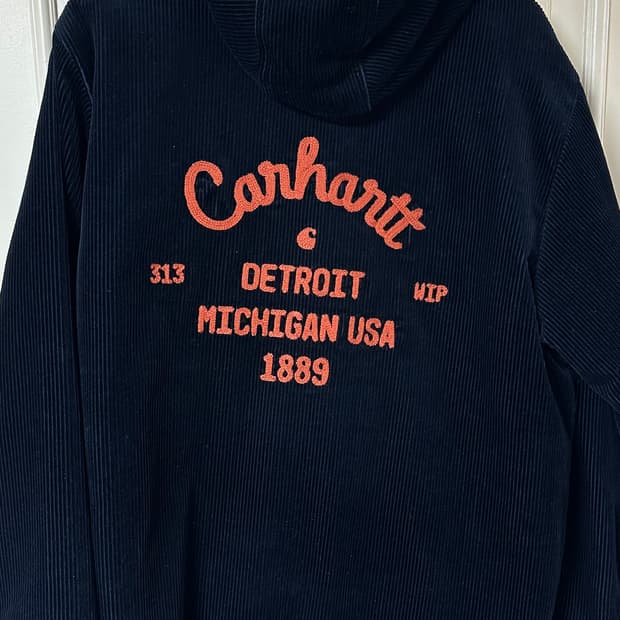 Carhartt
313 DETROIT WIP
MICHIGAN USA
1889